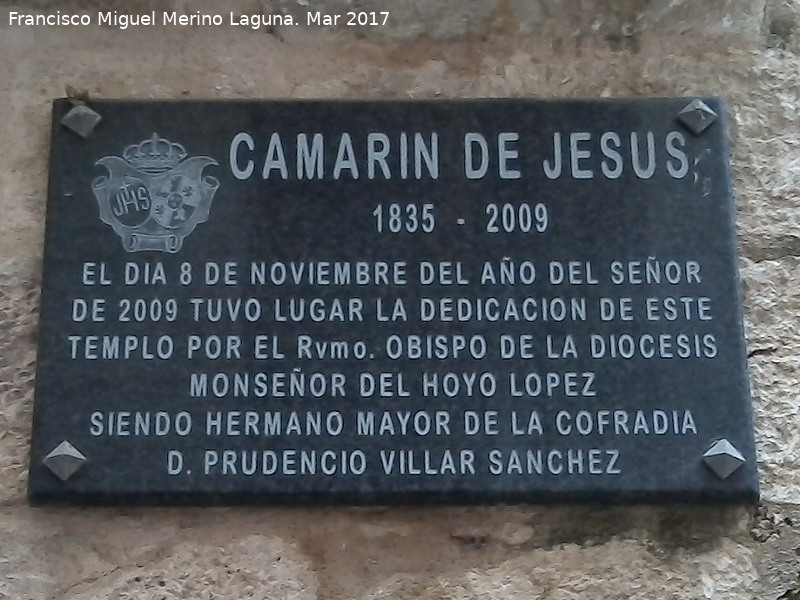 Francisco Miguel Merino Laguna. Mar 2017
JHS
CAMARIN DE JESUS
1835 - 2009
EL DIA 8 DE NOVIEMBRE DEL AÑO DEL SEÑOR
DE 2009 TUVO LUGAR LA DEDICACION DE ESTE
TEMPLO POR EL Rvmo. OBISPO DE LA DIOCESIS
MONSEÑOR DEL HOYO LOPEZ
SIENDO HERMANO MAYOR DE LA COFRADIA
D. PRUDENCIO VILLAR SANCHEZ